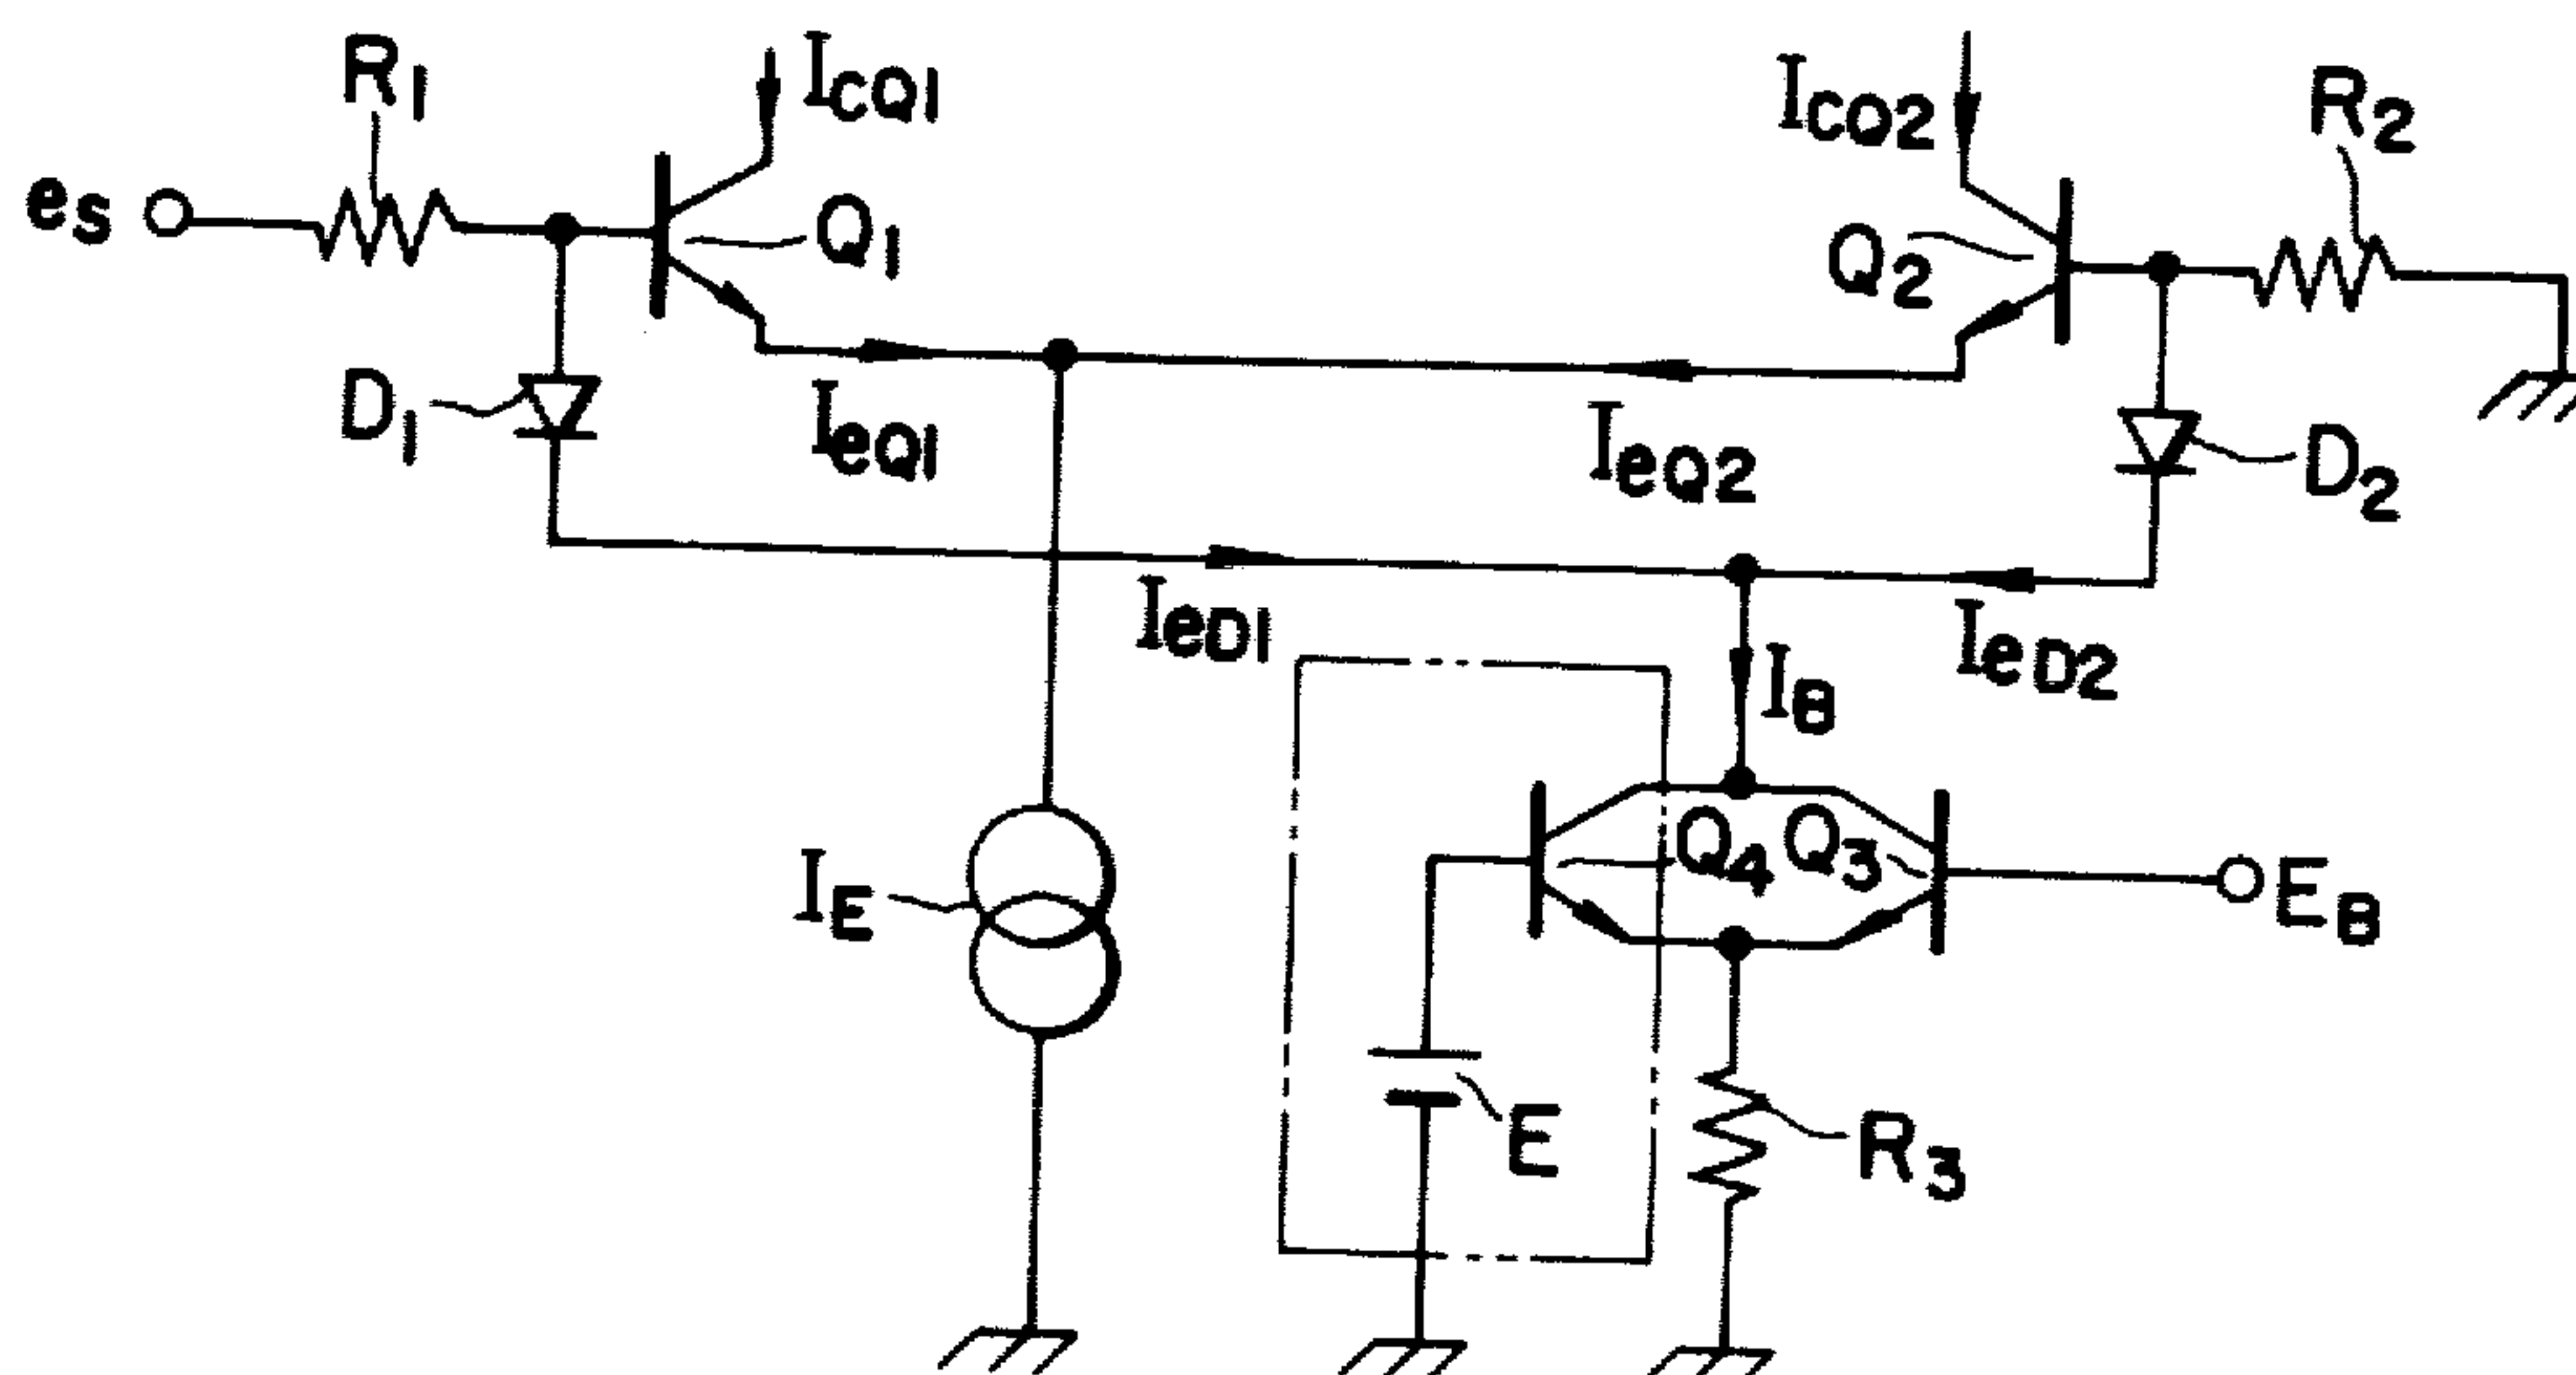 R1
ICQ1
ICQ2
R2
es
Q1
Q2
D1
IeQ1
IeQ2
D2
IeD1
IeD2
IB
Q4
Q3
IE
EB
E
R3